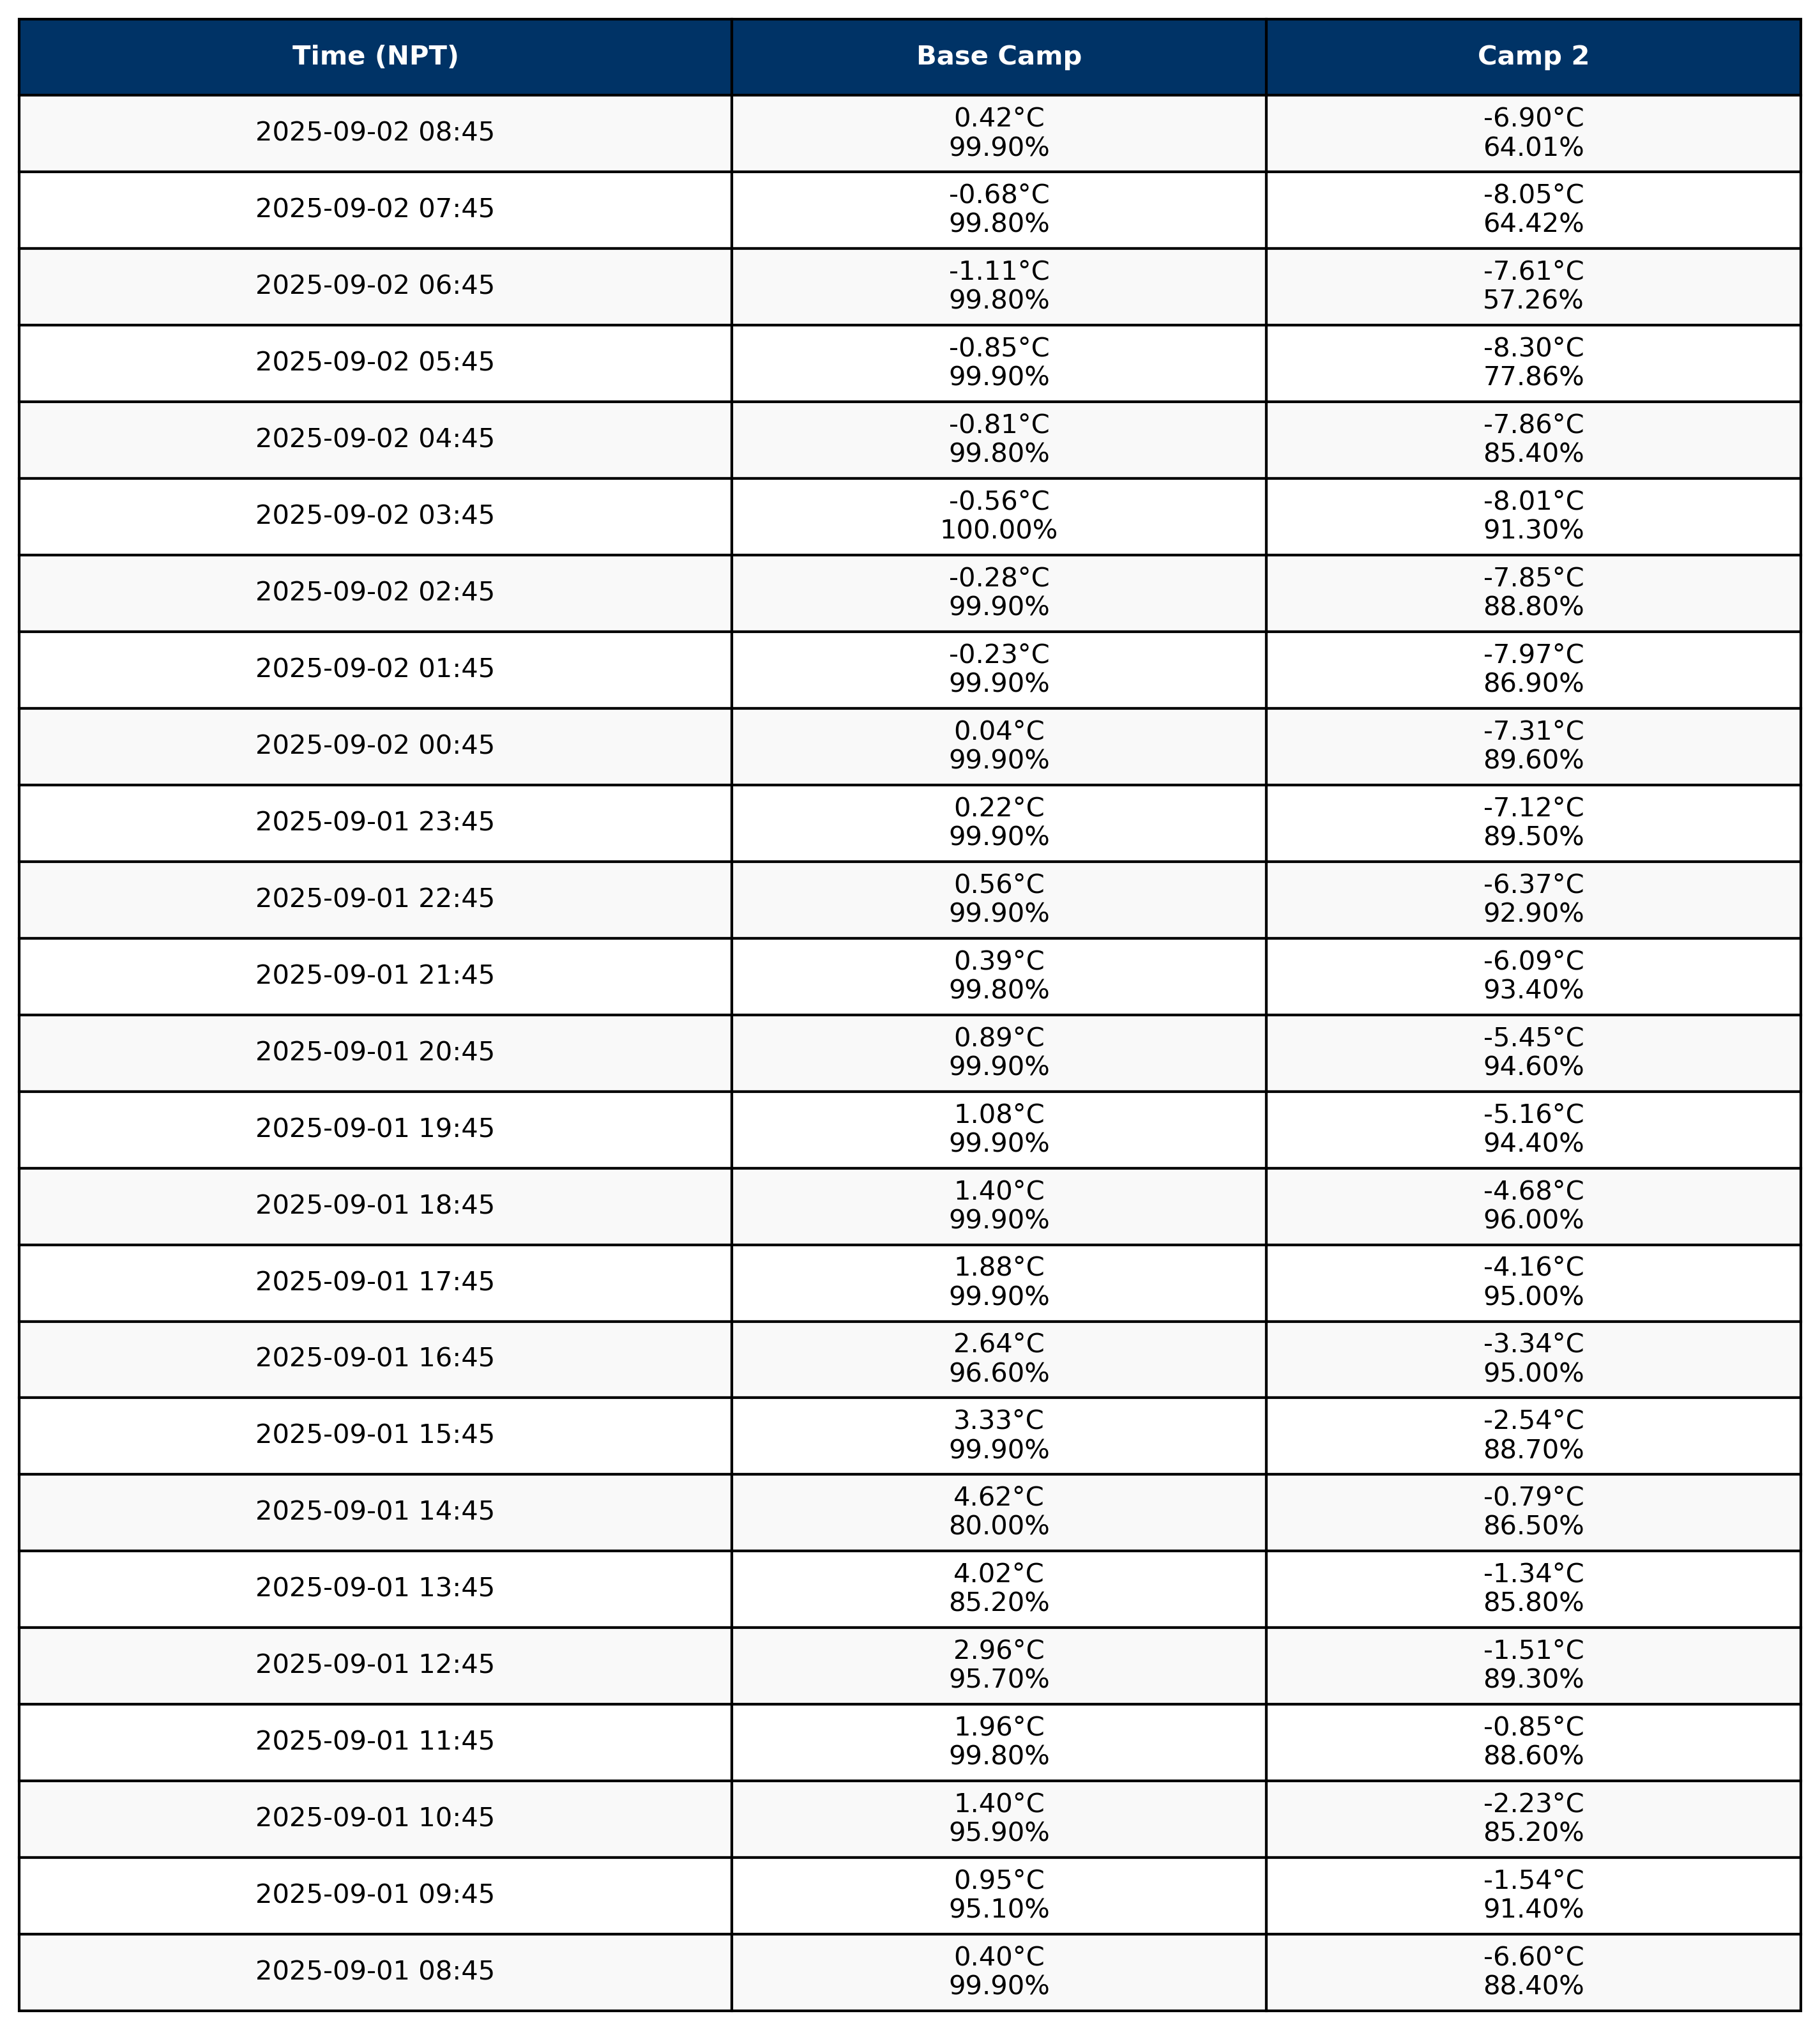 Time (NPT) Base Camp Camp 2
0.42°C -6.90°C
2025-09-02 08:45
99.90% 64.01%
-0.68°C -8.05°C
2025-09-02 07:45
99.80% 64.42%
-1.11°C -7.61°C
2025-09-02 06:45
99.80% 57.26%
-0.85°C -8.30°C
2025-09-02 05:45
99.90% 77.86%
-0.81°C -7.86°C
2025-09-02 04:45
99.80% 85.40%
-0.56°C -8.01°C
2025-09-02 03:45
100.00% 91.30%
-0.28°C -7.85°C
2025-09-02 02:45
99.90% 88.80%
-0.23°C -7.97°C
2025-09-02 01:45
99.90% 86.90%
0.04°C -7.31°C
2025-09-02 00:45
99.90% 89.60%
0.22°C -7.12°C
2025-09-01 23:45
99.90% 89.50%
0.56°C -6.37°C
2025-09-01 22:45
99.90% 92.90%
0.39°C -6.09°C
2025-09-01 21:45
99.80% 93.40%
0.89°C -5.45°C
2025-09-01 20:45
99.90% 94.60%
1.08°C -5.16°C
2025-09-01 19:45
99.90% 94.40%
1.40°C -4.68°C
2025-09-01 18:45
99.90% 96.00%
1.88°C -4.16°C
2025-09-01 17:45
99.90% 95.00%
2.64°C -3.34°C
2025-09-01 16:45
96.60% 95.00%
3.33°C -2.54°C
2025-09-01 15:45
99.90% 88.70%
4.62°C -0.79°C
2025-09-01 14:45
80.00% 86.50%
4.02°C -1.34°C
2025-09-01 13:45
85.20% 85.80%
2.96°C -1.51°C
2025-09-01 12:45
95.70% 89.30%
1.96°C -0.85°C
2025-09-01 11:45
99.80% 88.60%
1.40°C -2.23°C
2025-09-01 10:45
95.90% 85.20%
0.95°C -1.54°C
2025-09-01 09:45
95.10% 91.40%
0.40°C -6.60°C
2025-09-01 08:45
99.90% 88.40%